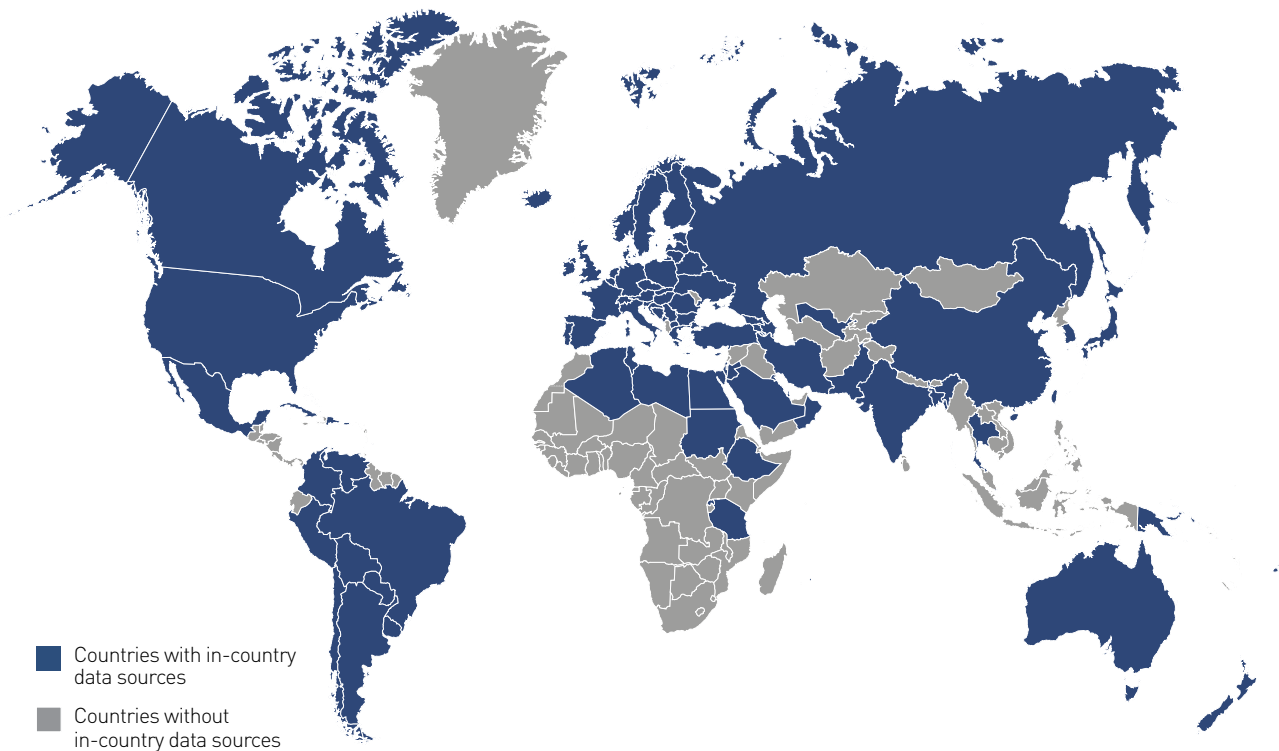 Countries with in-country
data sources
Countries without
in-country data sources